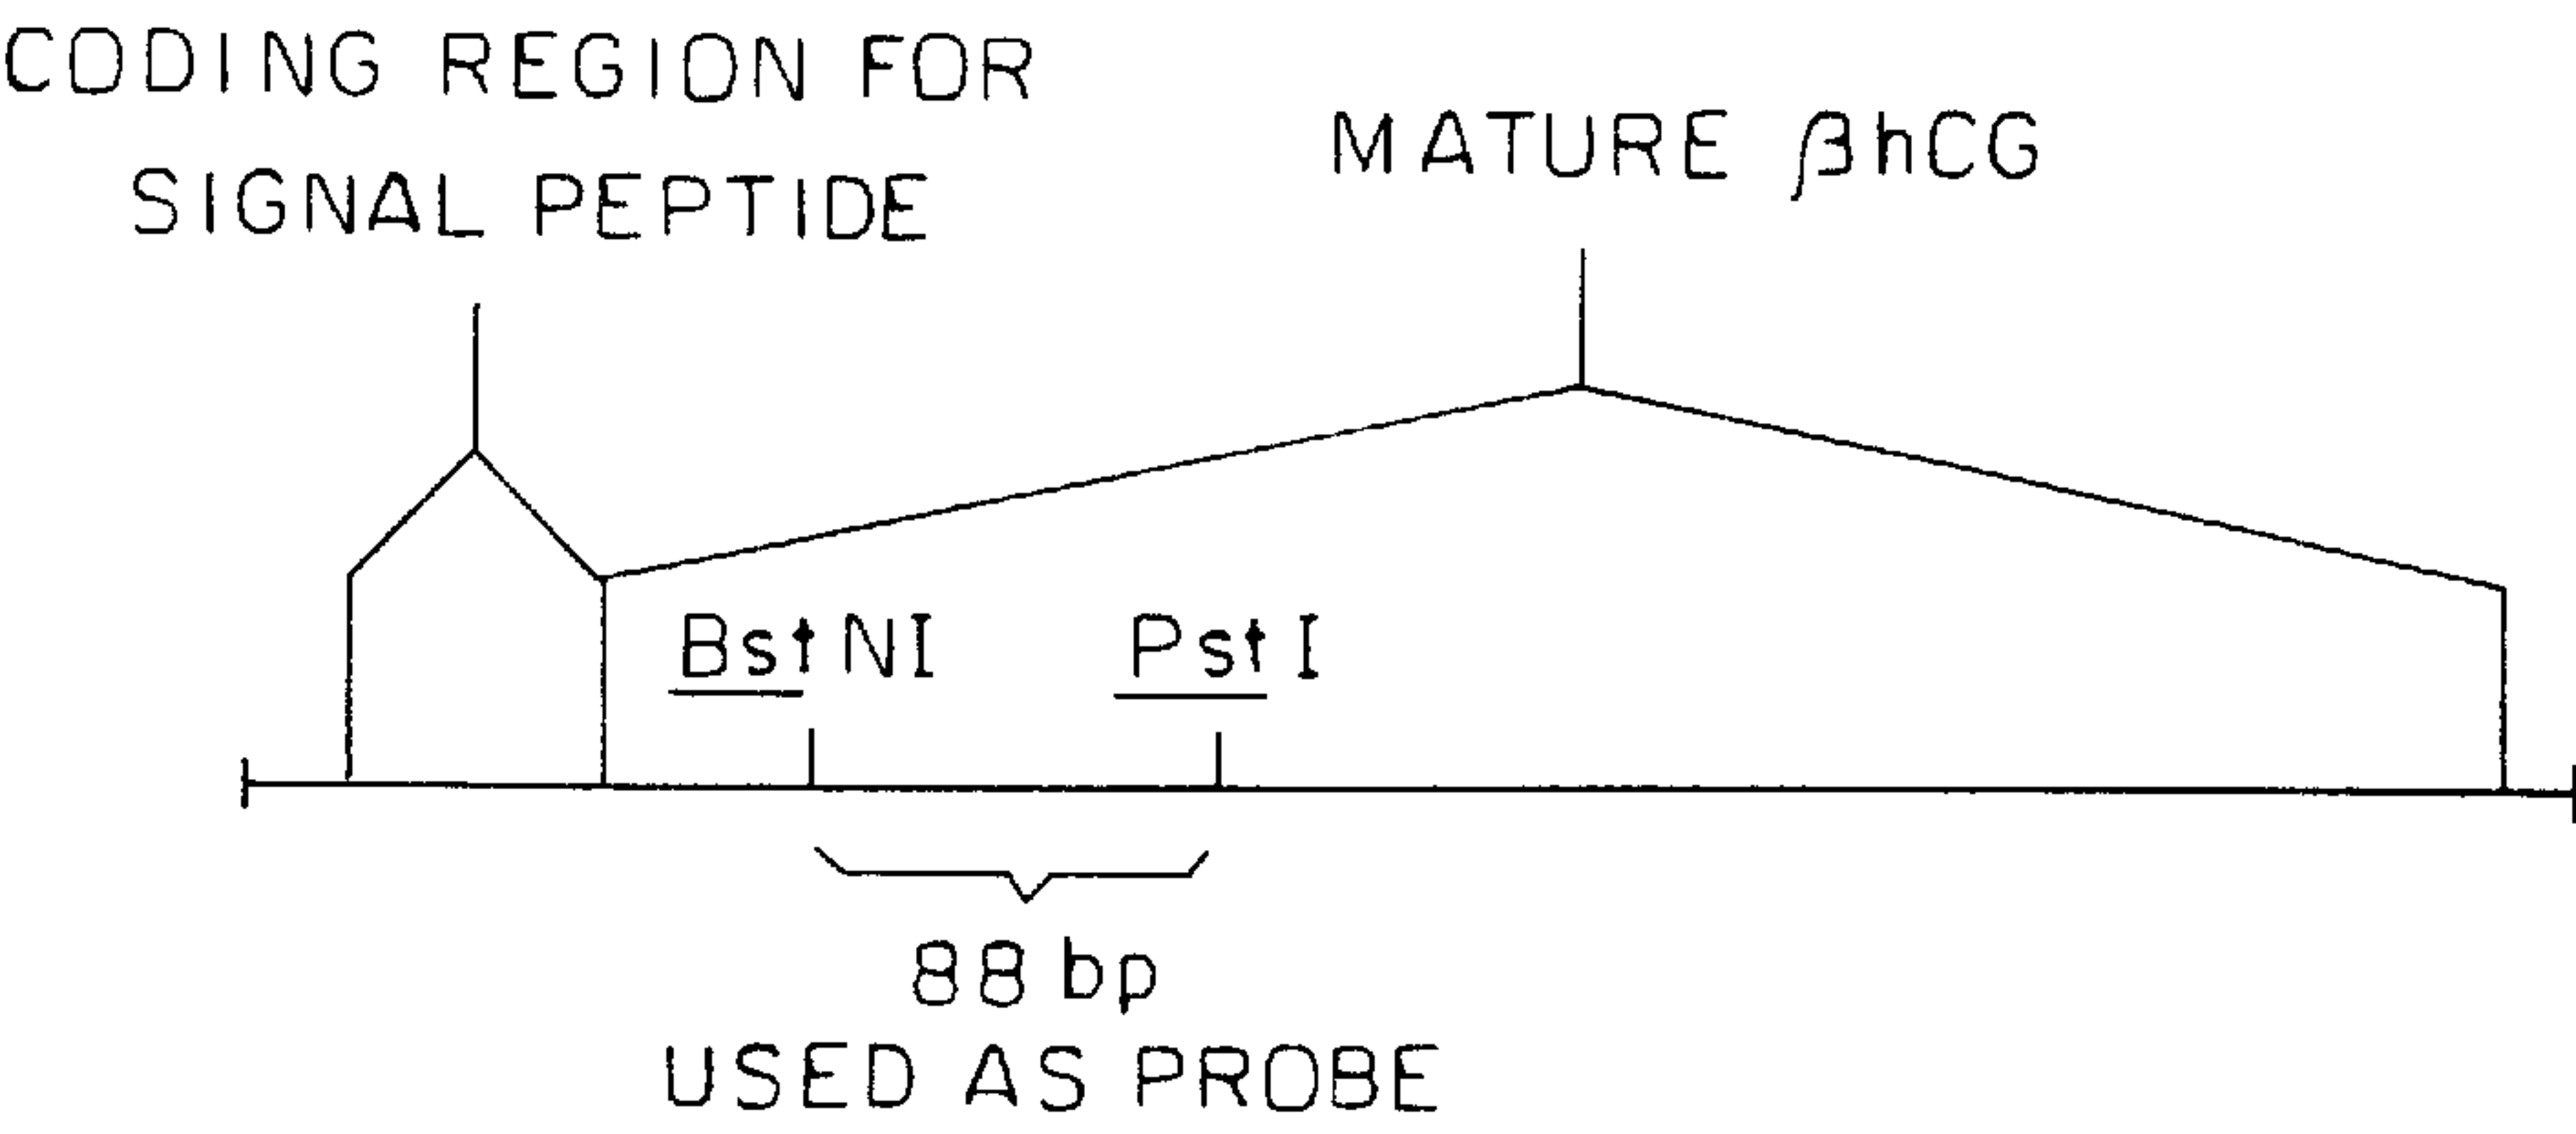 CODING REGION FOR
SIGNAL PEPTIDE
MATURE βhCG
BstNI
PstI
88 bp
USED AS PROBE